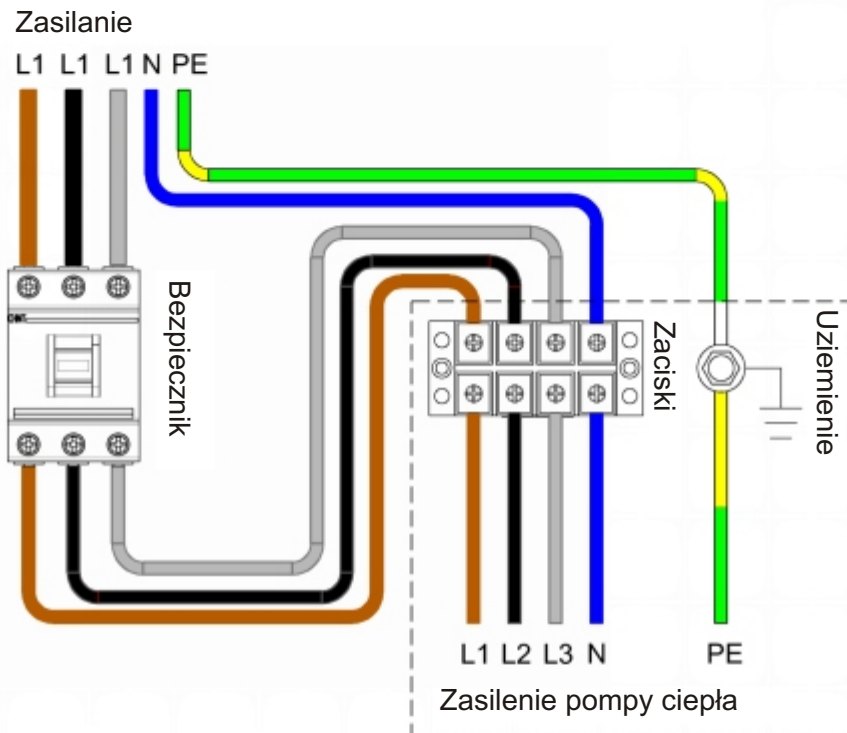 Zasilanie
L1 L1 L1 N PE
Bezpiecznik
Zaciski
Uziemienie
L1 L2 L3 N PE
Zasilenie pompy ciepła